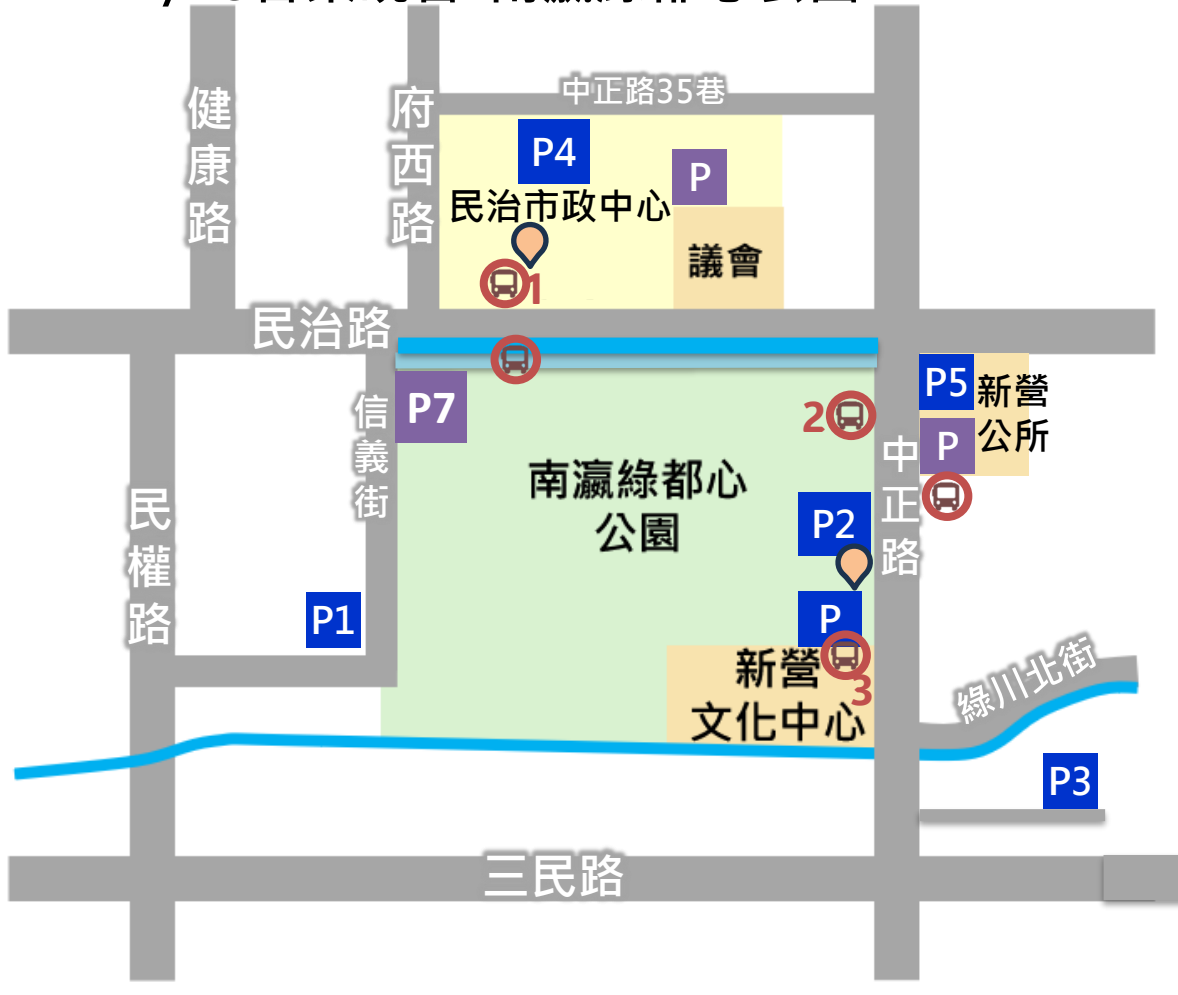 中正路35巷
健康路
府西路
P4
P
民治市政中心
議會
1
民治路
P7
信義街
2
P5
新營
公所
P
中正路
南瀛綠都心
公園
P2
民權路
P1
P
新營
文化中心
3
綠川北街
P3
三民路